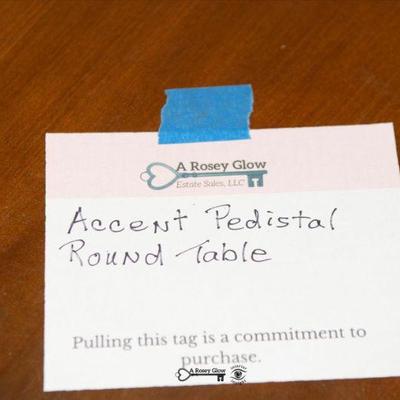 A Rosey Glow
Estate Sales, LLC
Accent Pedistal
Round Table
Pulling this tag is a commitment to
purchase.
A Rosey Glow